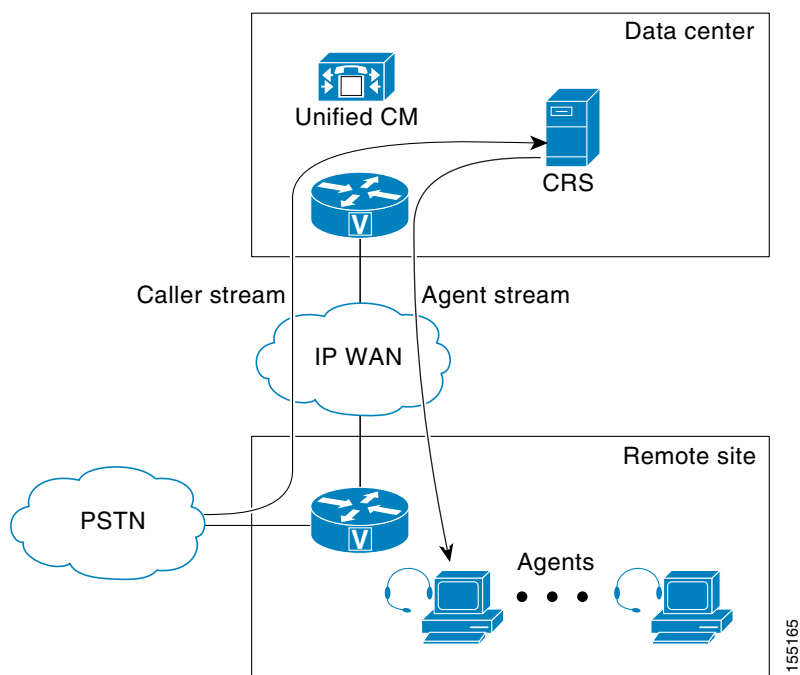 Data center
Unified CM
CRS
V
Caller stream
Agent stream
IP WAN
Remote site
PSTN
V
Agents
155165